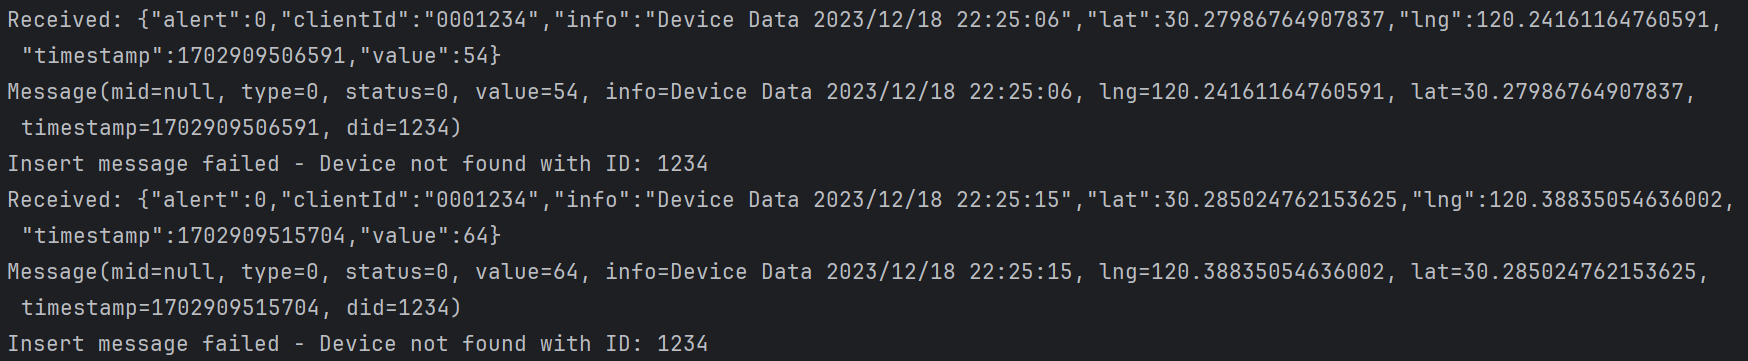 Received: {"alert":0,"clientId":"0001234","info":"Device Data 2023/12/18 22:25:06","lat":30.27986764907837,"lng":120.24161164760591,
"timestamp":1702909506591,"value":54}
Message(mid=null, type=0, status=0, value=54, info=Device Data 2023/12/18 22:25:06, lng=120.24161164760591, lat=30.27986764907837,
timestamp=1702909506591, did=1234)
Insert message failed - Device not found with ID: 1234
Received: {"alert":0,"clientId":"0001234","info":"Device Data 2023/12/18 22:25:15","lat":30.285024762153625,"lng":120.38835054636002,
"timestamp":1702909515704,"value":64}
Message(mid=null, type=0, status=0, value=64, info=Device Data 2023/12/18 22:25:15, lng=120.38835054636002, lat=30.285024762153625,
timestamp=1702909515704, did=1234)
Insert message failed - Device not found with ID: 1234